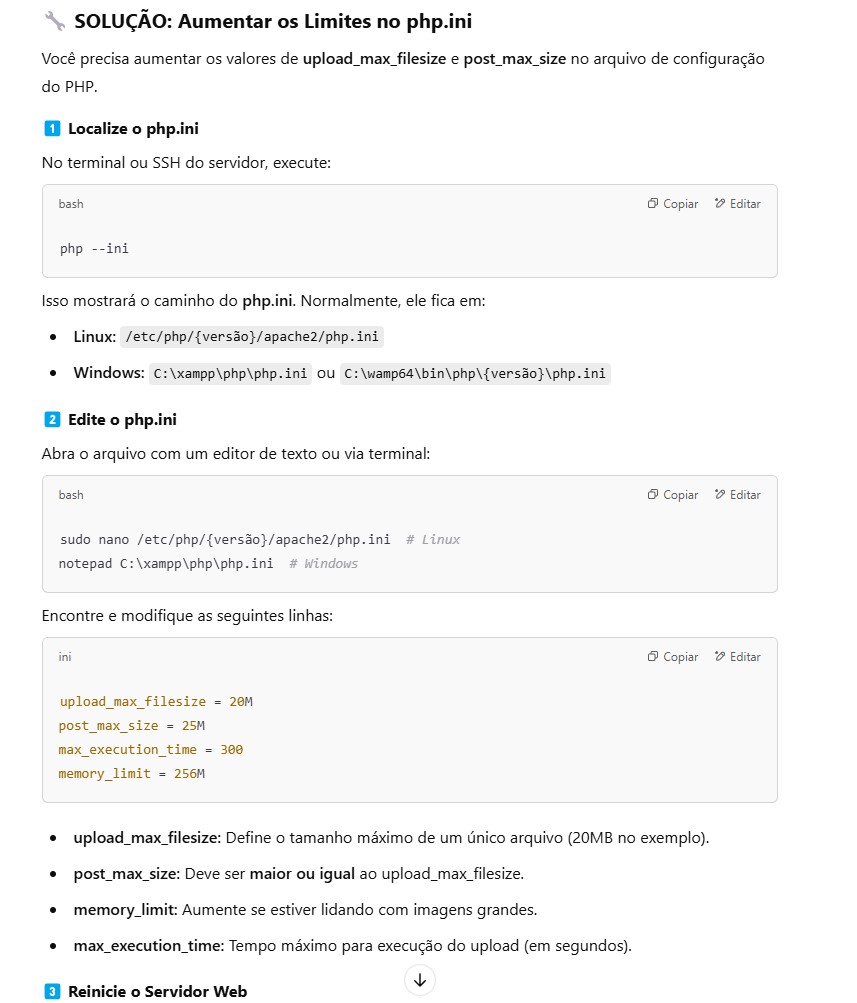 🔧 SOLUÇÃO: Aumentar os Limites no php.ini
Você precisa aumentar os valores de upload_max_filesize e post_max_size no arquivo de configuração
do PHP.
1 Localize o php.ini
No terminal ou SSH do servidor, execute:
bash Copiar Editar
php --ini
Isso mostrará o caminho do php.ini. Normalmente, ele fica em:
• Linux: /etc/php/{versão}/apache2/php.ini
• Windows: C:\xampp\php\php.ini ou C:\wamp64\bin\php\{versão}\php.ini
2 Edite o php.ini
Abra o arquivo com um editor de texto ou via terminal:
bash Copiar Editar
sudo nano /etc/php/{versão}/apache2/php.ini  # Linux
notepad C:\xampp\php\php.ini  # Windows
Encontre e modifique as seguintes linhas:
ini Copiar Editar
upload_max_filesize = 20M
post_max_size = 25M
max_execution_time = 300
memory_limit = 256M
• upload_max_filesize: Define o tamanho máximo de um único arquivo (20MB no exemplo).
• post_max_size: Deve ser maior ou igual ao upload_max_filesize.
• memory_limit: Aumente se estiver lidando com imagens grandes.
• max_execution_time: Tempo máximo para execução do upload (em segundos).
3 Reinicie o Servidor Web